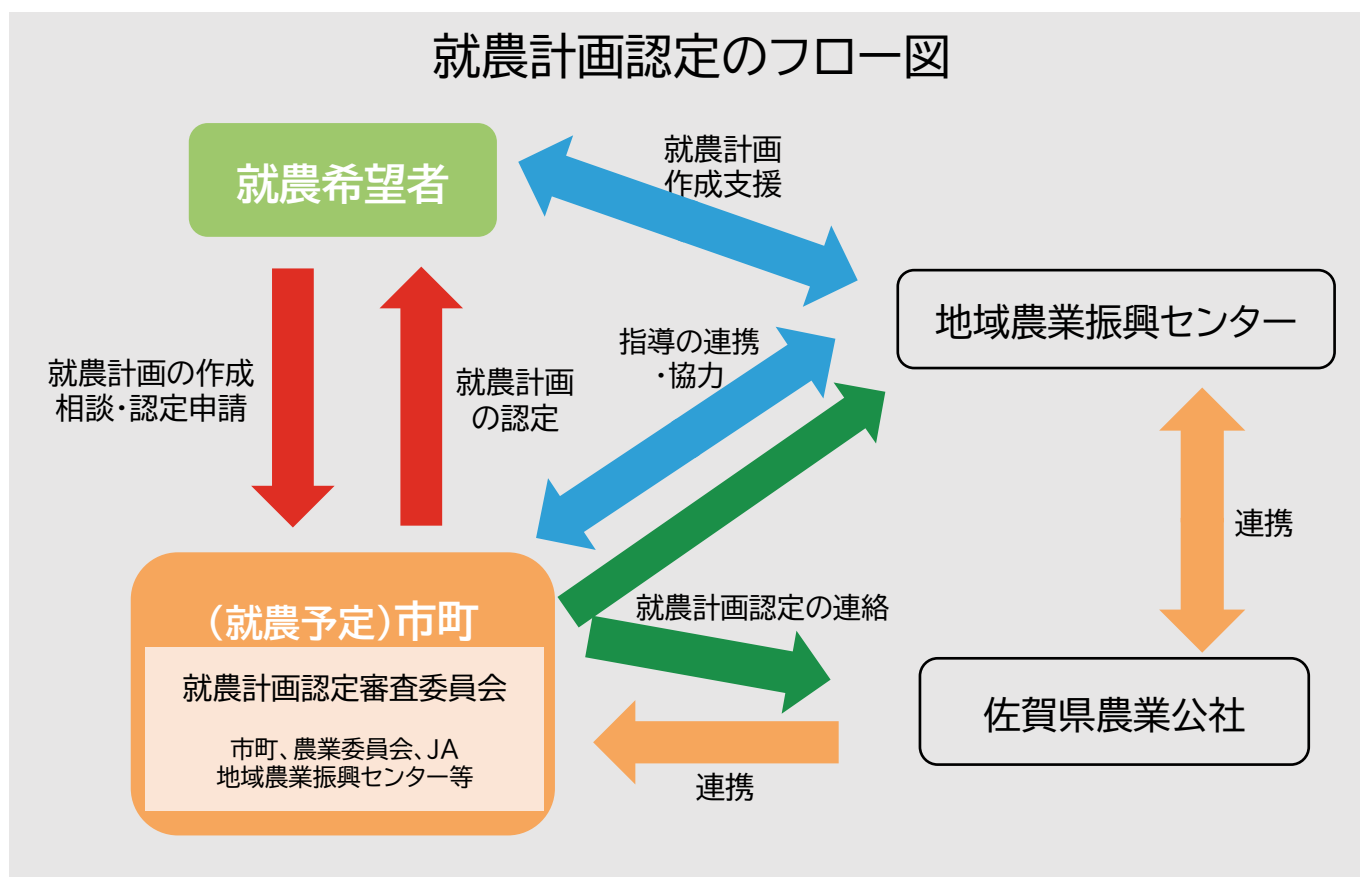 就農計画認定のフロー図
就農希望者
就農計画
作成支援
地域農業振興センター
指導の連携
・協力
就農計画の作成
相談・認定申請
就農計画
の認定
連携
(就農予定)市町
就農計画認定の連絡
就農計画認定審査委員会
市町、農業委員会、JA
地域農業振興センター等
佐賀県農業公社
連携